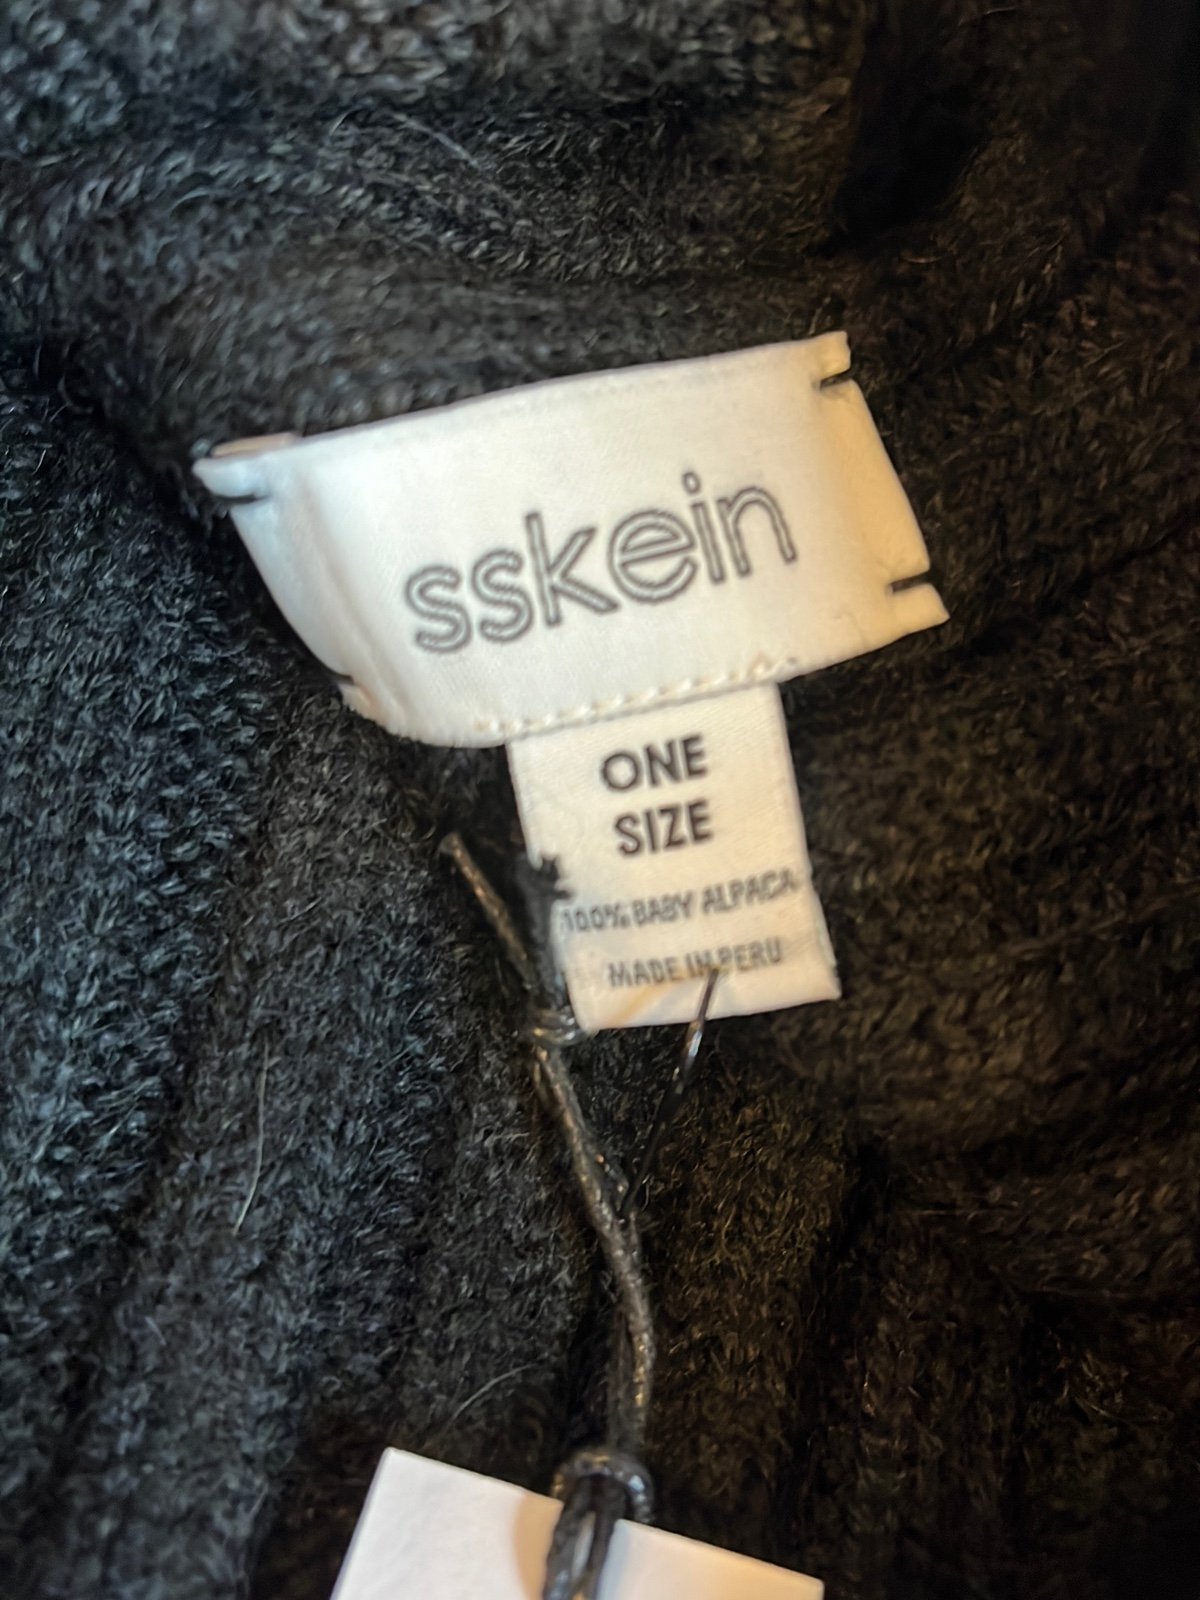 sskein
ONE
SIZE
100% BABY ALPACA
MADE IN PERU